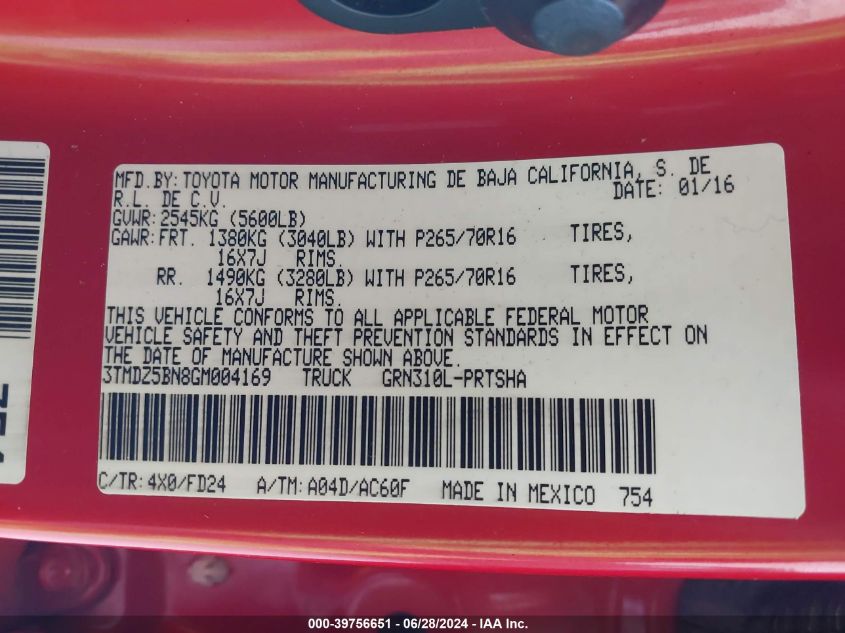 MFD.BY: TOYOTA MOTOR MANUFACTURING DE BAJA CALIFORNIA, S. DE
R.L. DE C.V. DATE: 01/16
GVWR: 2545KG (5600LB)
GAWR: FRT. 1380KG (3040LB) WITH P265/70R16 TIRES,
16X7J RIMS.
RR. 1490KG (3280LB) WITH P265/70R16 TIRES,
16X7J RIMS.
THIS VEHICLE CONFORMS TO ALL APPLICABLE FEDERAL MOTOR
VEHICLE SAFETY AND THEFT PREVENTION STANDARDS IN EFFECT ON
THE DATE OF MANUFACTURE SHOWN ABOVE.
3TMDZ5BN8GM004169 TRUCK GRN310L-PRTSHA
C/TR: 4X0/FD24 A/TM: A04D/AC60F MADE IN MEXICO 754
000-39756651 / 06/28/2024 / IAA Inc.